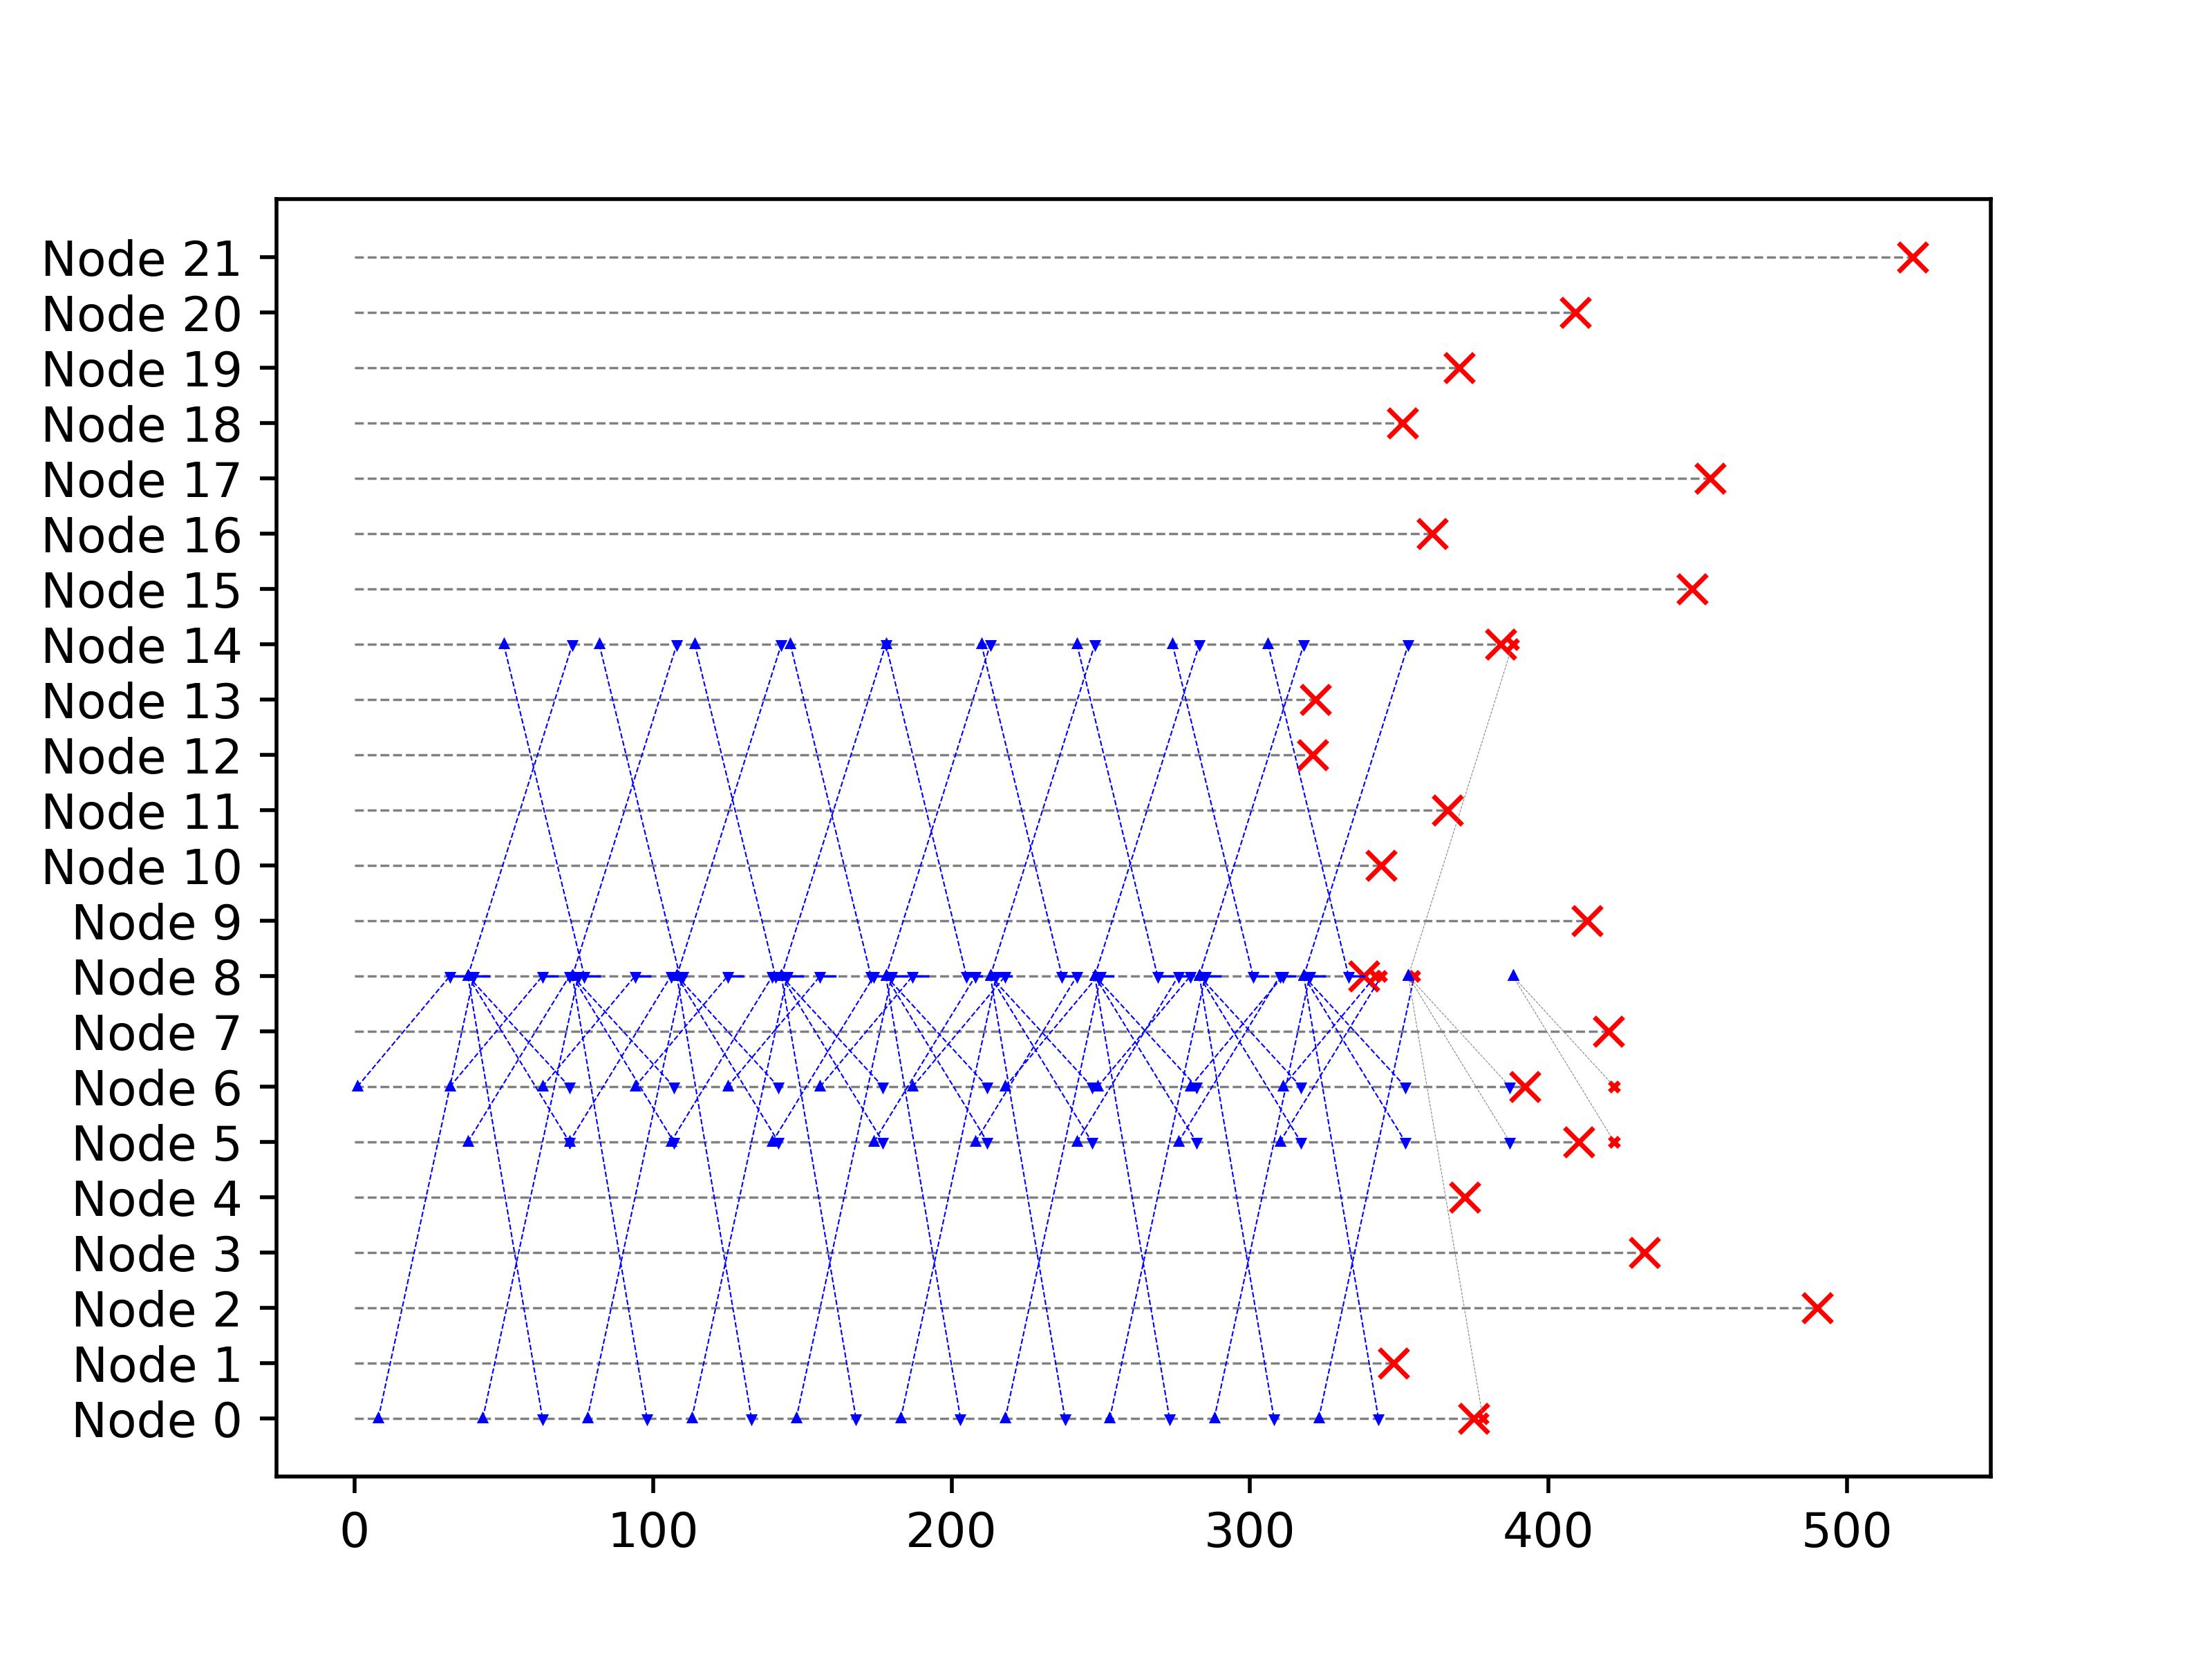 Node 21
Node 20
Node 19
Node 18
Node 17
Node 16
Node 15
Node 14
Node 13
Node 12
Node 11
Node 10
Node 9
Node 8
Node 7
Node 6
Node 5
Node 4
Node 3
Node 2
Node 1
Node 0
0 100 200 300 400 500